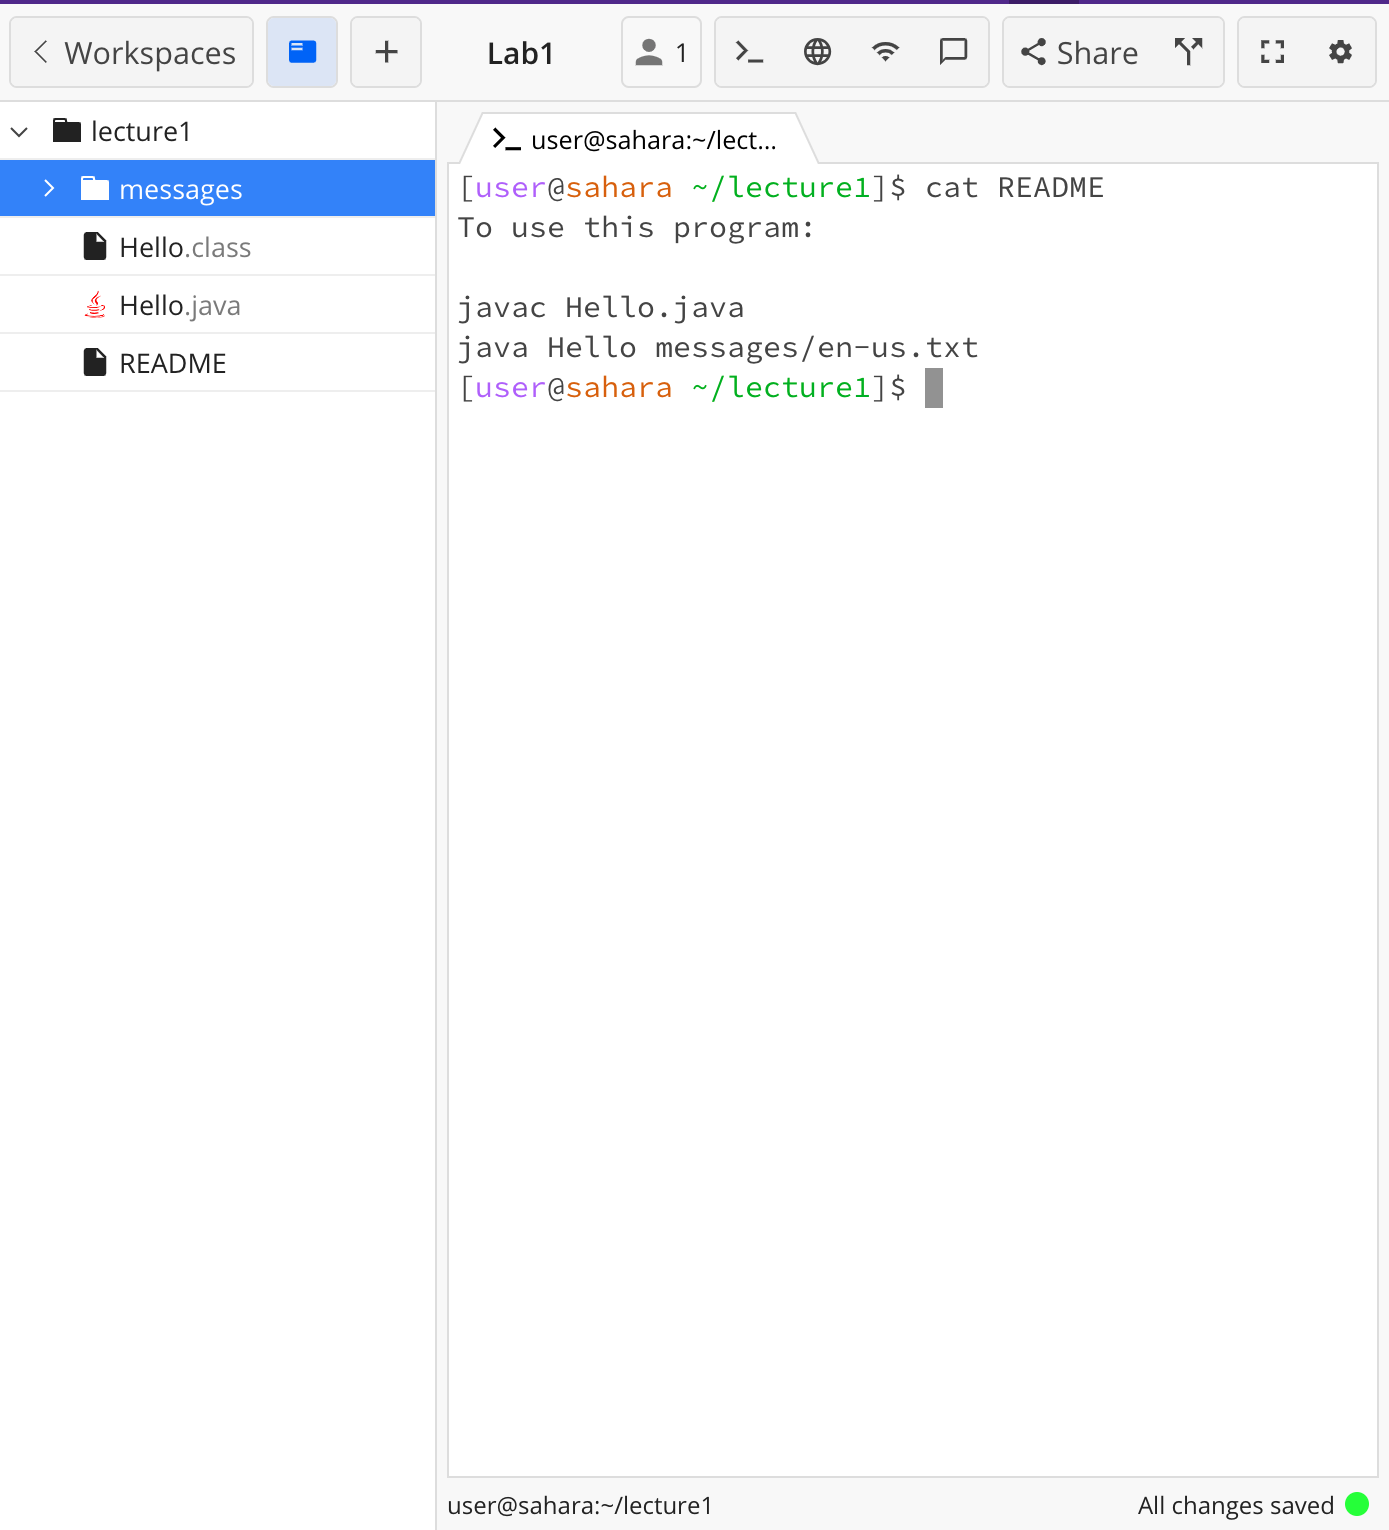 Workspaces
Lab1
1
Share
lecture1
messages
Hello.class
Hello.java
README
user@sahara:~/lect...
[user@sahara ~/lecture1]$ cat README
To use this program:

javac Hello.java
java Hello messages/en-us.txt
[user@sahara ~/lecture1]$
user@sahara:~/lecture1
All changes saved